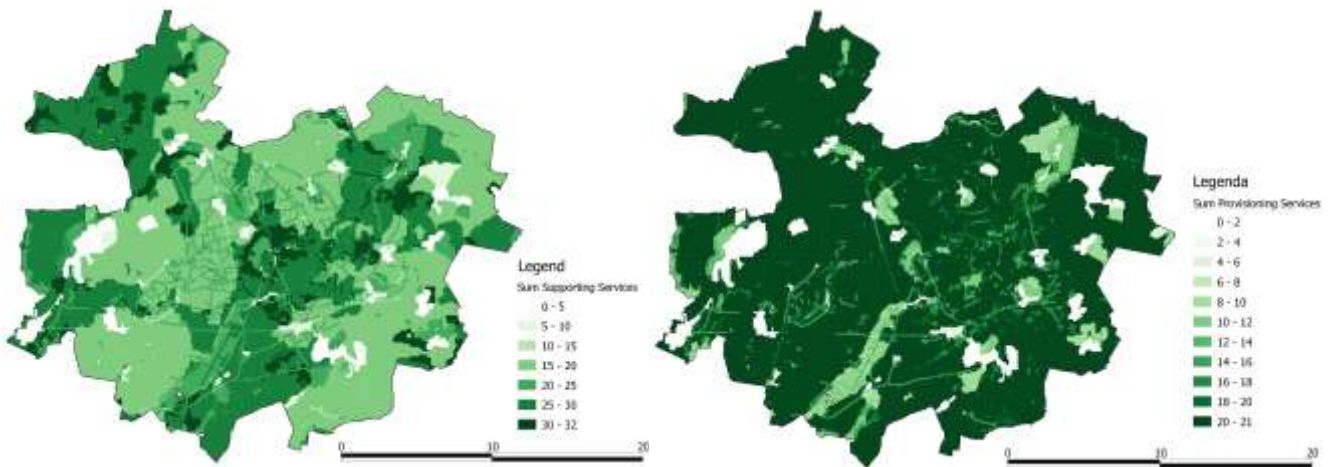 Legend
Sum Supporting Services
0 - 5
5 - 10
10 - 15
15 - 20
20 - 25
25 - 30
30 - 32
0 10 20
Legenda
Sum Provisioning Services
0 - 2
2 - 4
4 - 6
6 - 8
8 - 10
10 - 12
12 - 14
14 - 16
16 - 18
18 - 20
20 - 21
0 10 20